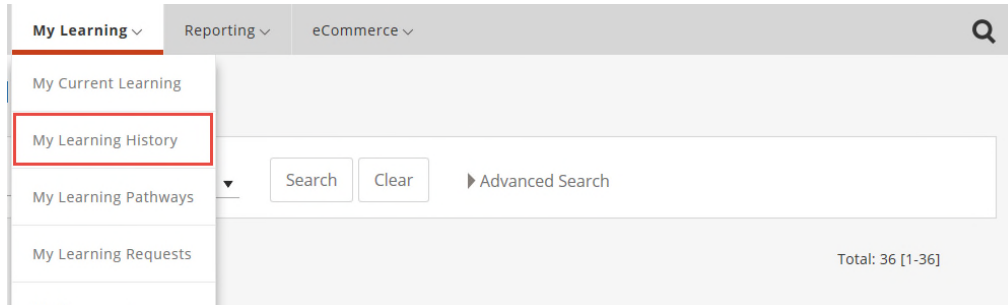 My Learning Reporting eCommerce
My Current Learning
My Learning History
Search Clear Advanced Search
My Learning Pathways
My Learning Requests
Total: 36 [1-36]